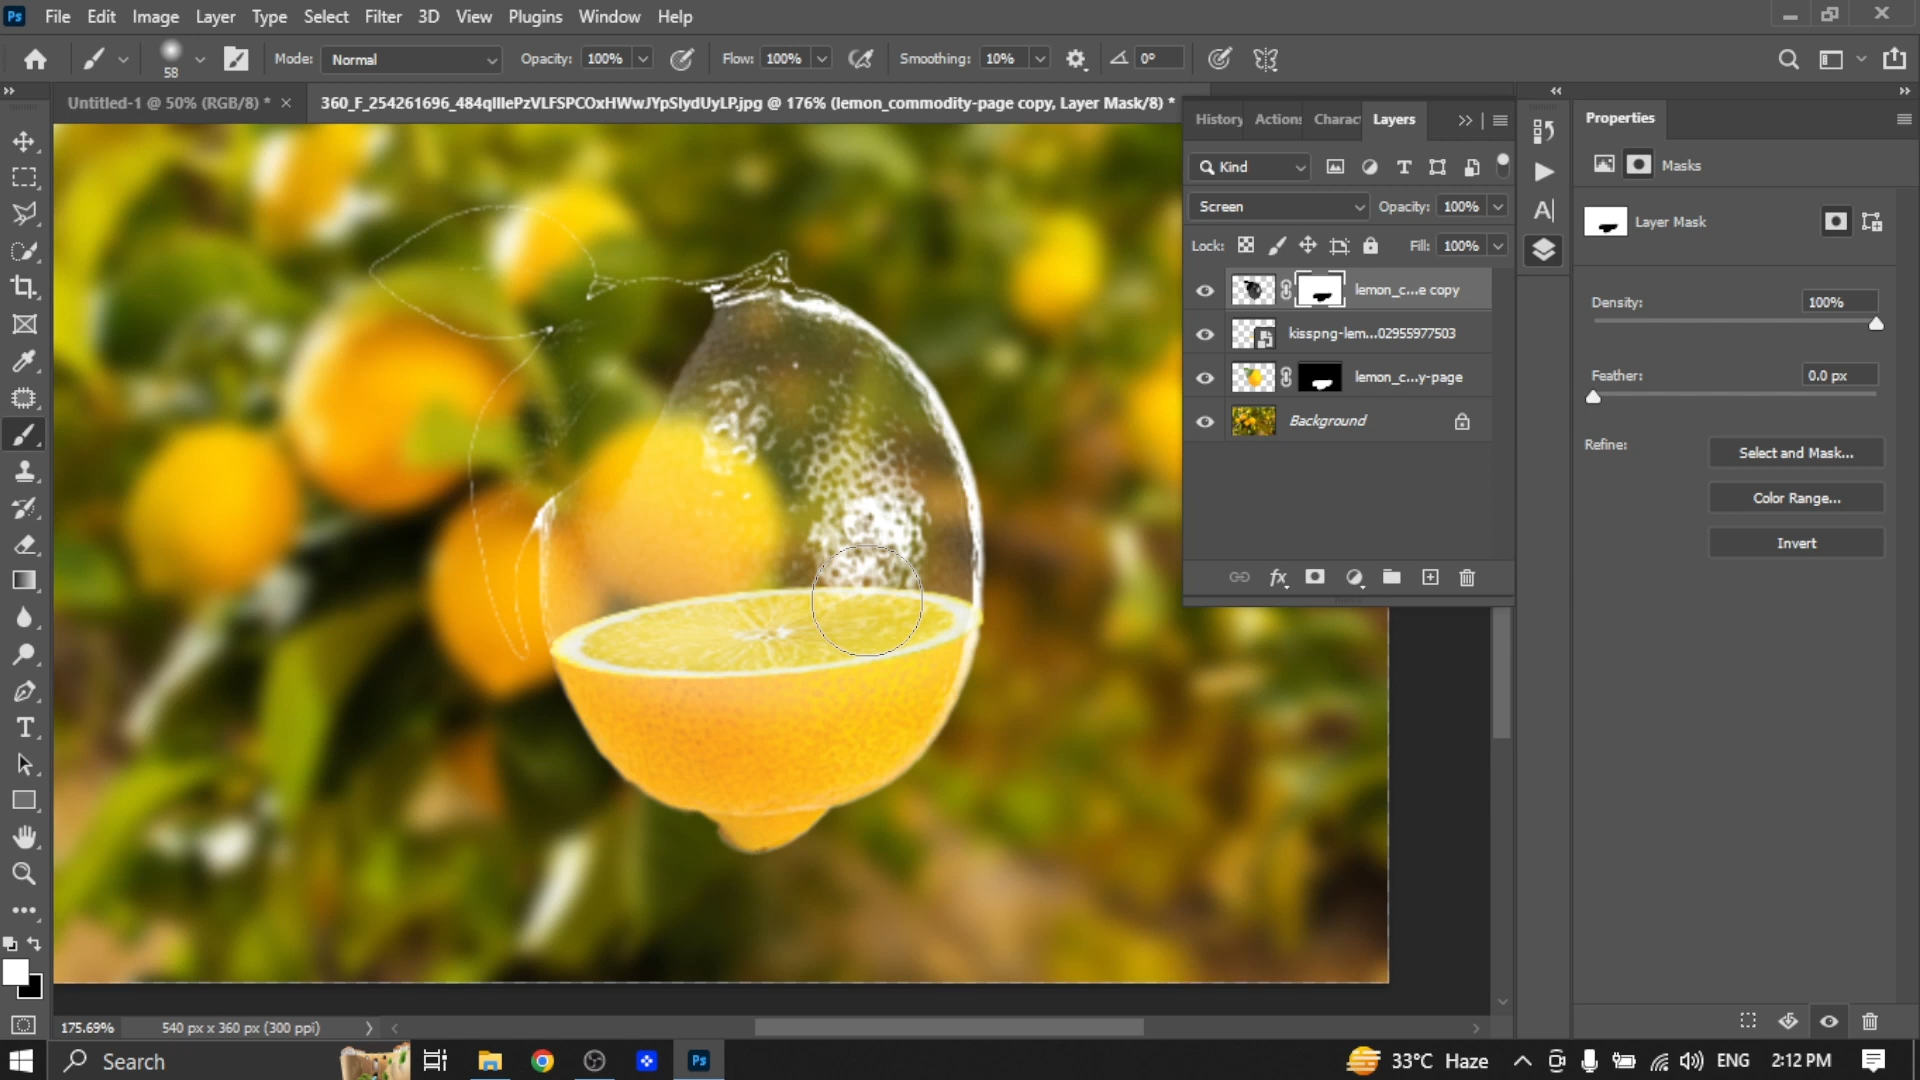 Ps File Edit Image Layer Type Select Filter 3D View Plugins Window Help
58 Mode: Normal Opacity: 100% Flow: 100% Smoothing: 10% 0°
Untitled-1 @ 50% (RGB/8) * × 360_F_254261696_484qIIIePzVLFSPCOxHWwJYpSlydUyLP.jpg @ 176% (lemon_commodity-page copy, Layer Mask/8) *
History Actions Charac Layers
Kind
Screen Opacity: 100%
Lock: Fill: 100%
lemon_c...e copy
kisspng-lem...02955977503
lemon_c...y-page
Background
Properties
Masks
Layer Mask
Density: 100%
Feather: 0.0 px
Refine: Select and Mask...
Color Range...
Invert
175.69% 540 px x 360 px (300 ppi)
Search Ps 33°C Haze ENG 2:12 PM